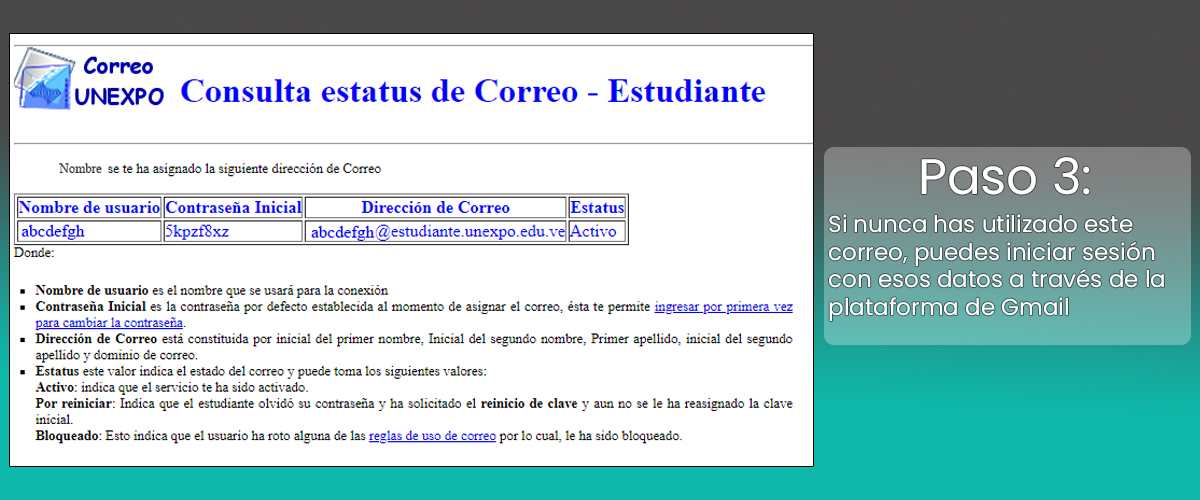 Correo
UNEXPO
Consulta estatus de Correo - Estudiante
Nombre se te ha asignado la siguiente dirección de Correo
Nombre de usuario Contraseña Inicial Dirección de Correo Estatus
abcdefgh 5kpzf8xz abcdefgh@estudiante.unexpo.edu.ve Activo
Donde:
Nombre de usuario es el nombre que se usará para la conexión
Contraseña Inicial es la contraseña por defecto establecida al momento de asignar el correo, ésta te permite ingresar por primera vez
para cambiar la contraseña.
Dirección de Correo está constituida por inicial del primer nombre, Inicial del segundo nombre, Primer apellido, inicial del segundo
apellido y dominio de correo.
Estatus este valor indica el estado del correo y puede toma los siguientes valores:
Activo: indica que el servicio te ha sido activado.
Por reiniciar: Indica que el estudiante olvidó su contraseña y ha solicitado el reinicio de clave y aun no se le ha reasignado la clave
inicial.
Bloqueado: Esto indica que el usuario ha roto alguna de las reglas de uso de correo por lo cual, le ha sido bloqueado.
Paso 3:
Si nunca has utilizado este
correo, puedes iniciar sesión
con esos datos a través de la
plataforma de Gmail